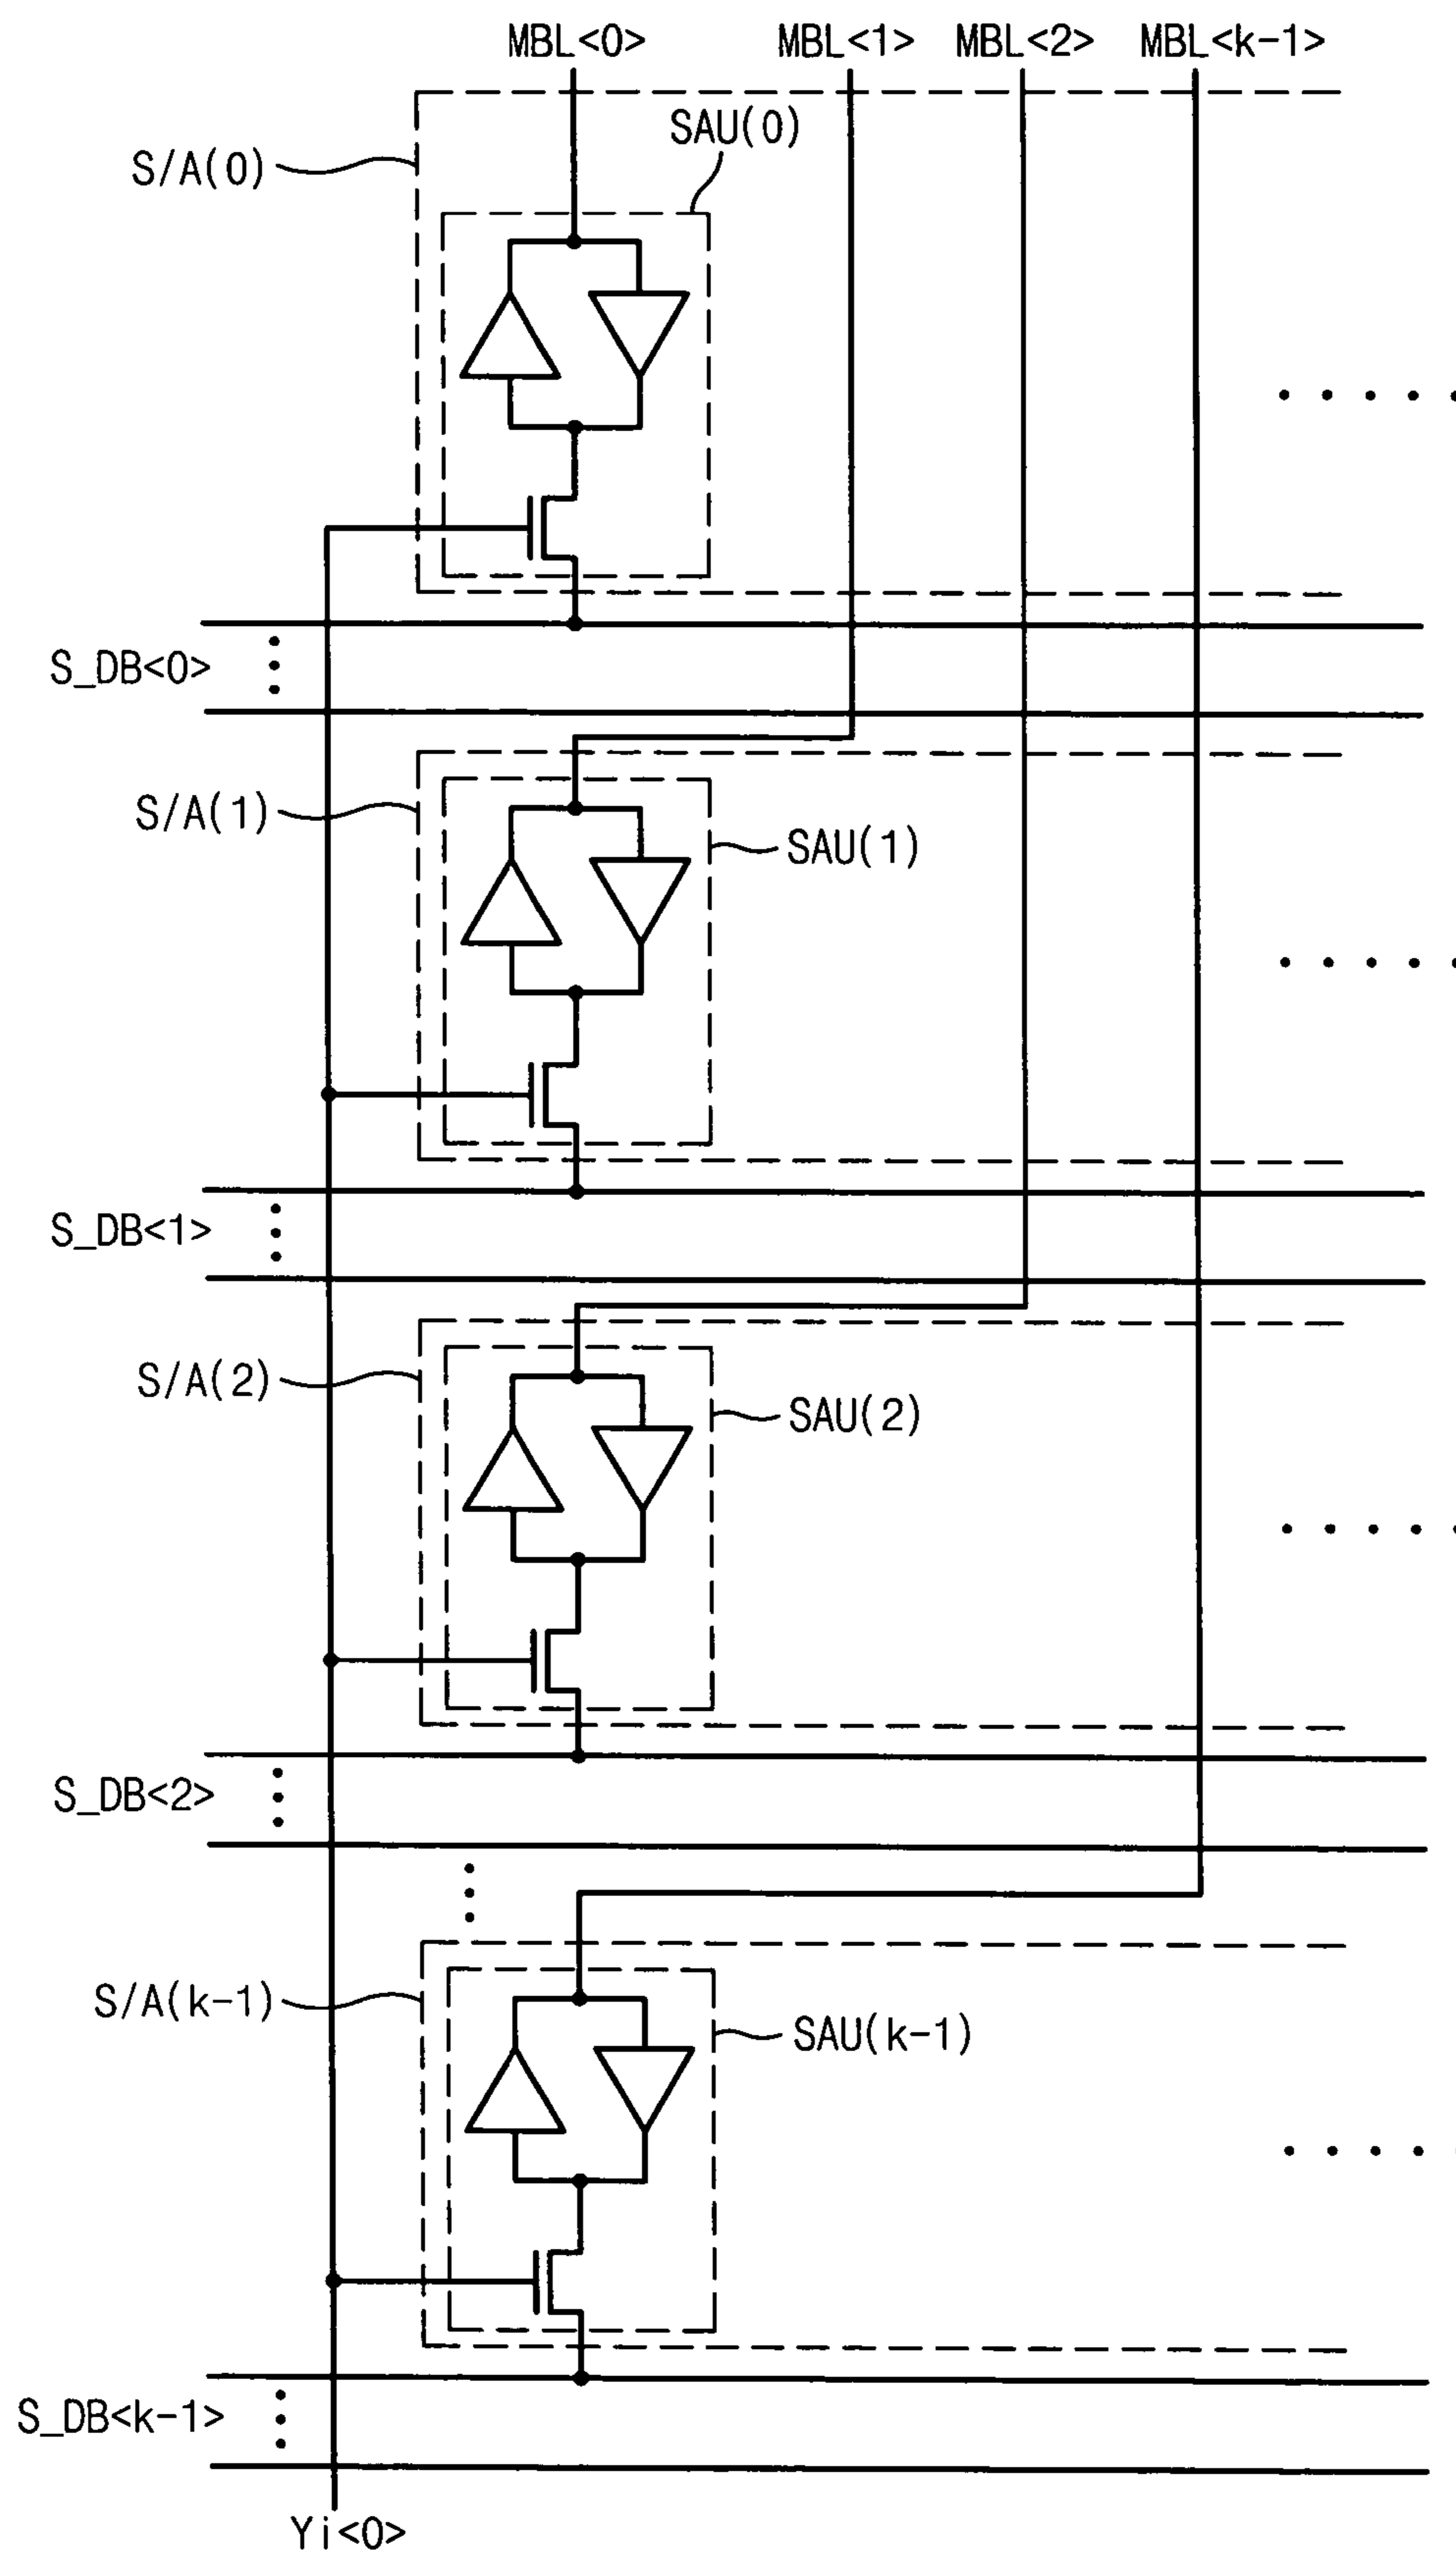 MBL<0> MBL<1> MBL<2> MBL<k-1>
SAU(0)
S/A(0)
S_DB<0>
S/A(1)
SAU(1)
S_DB<1>
S/A(2)
SAU(2)
S_DB<2>
S/A(k-1)
SAU(k-1)
S_DB<k-1>
Yi<0>